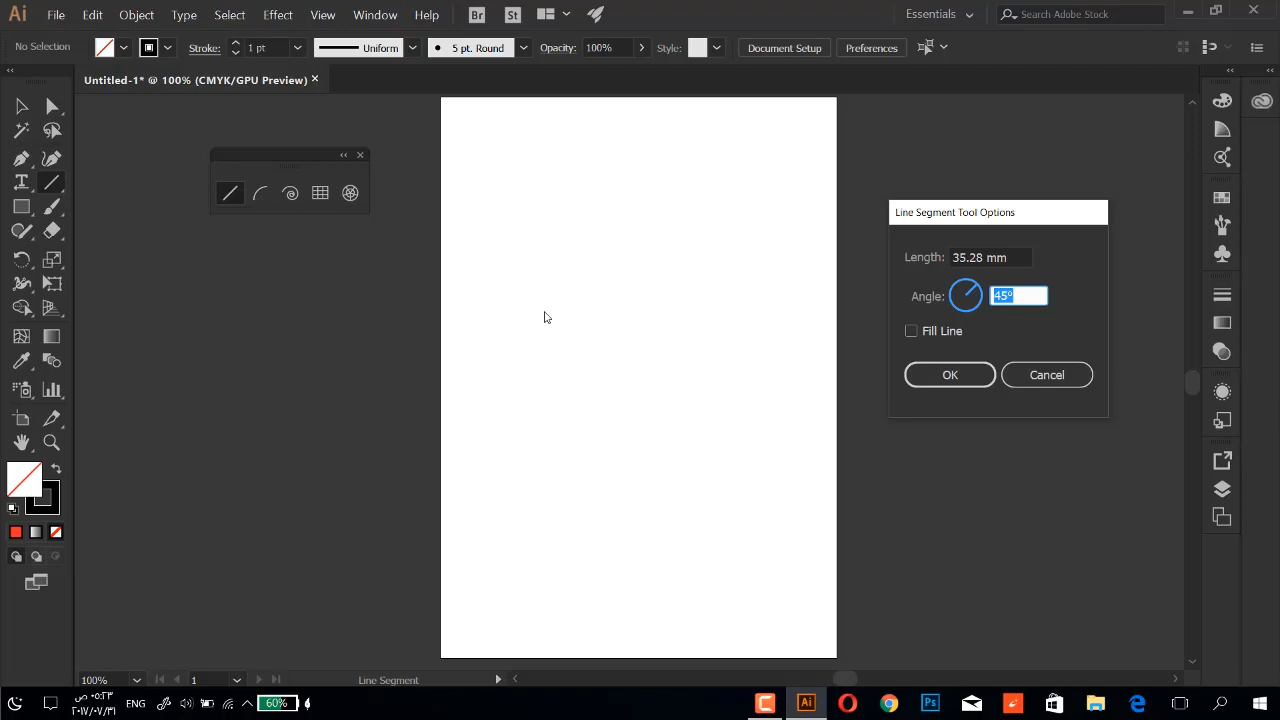 Ai File Edit Object Type Select Effect View Window Help Br St Essentials Search Adobe Stock
No Selection Stroke: 1 pt Uniform 5 pt. Round Opacity: 100% Style: Document Setup Preferences
Untitled-1* @ 100% (CMYK/GPU Preview)
Line Segment Tool Options
Length: 35.28 mm
Angle: 45°
Fill Line
OK Cancel
100% 1 Line Segment
ENG 60% Ai Ps